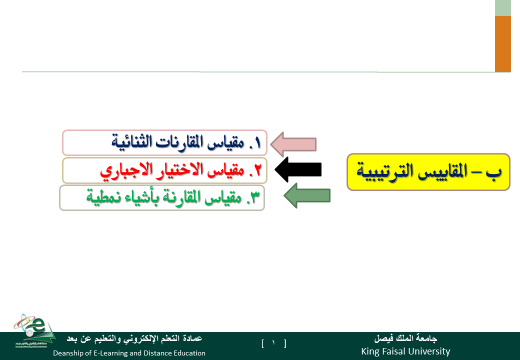 ب – المقاييس الترتيبية
١. مقياس المقارنات الثنائية
٢. مقياس الاختيار الاجباري
٣. مقياس المقارنة بأشياء نمطية
جامعة الملك فيصل
King Faisal University
[ ١ ]
عمادة التعلم الإلكتروني والتعليم عن بعد
Deanship of E-Learning and Distance Education